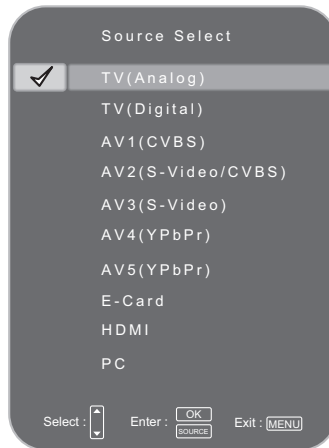 Source Select
TV(Analog)
TV(Digital)
AV1(CVBS)
AV2(S-Video/CVBS)
AV3(S-Video)
AV4(YPbPr)
AV5(YPbPr)
E-Card
HDMI
PC
Select : Enter : OK SOURCE Exit : MENU